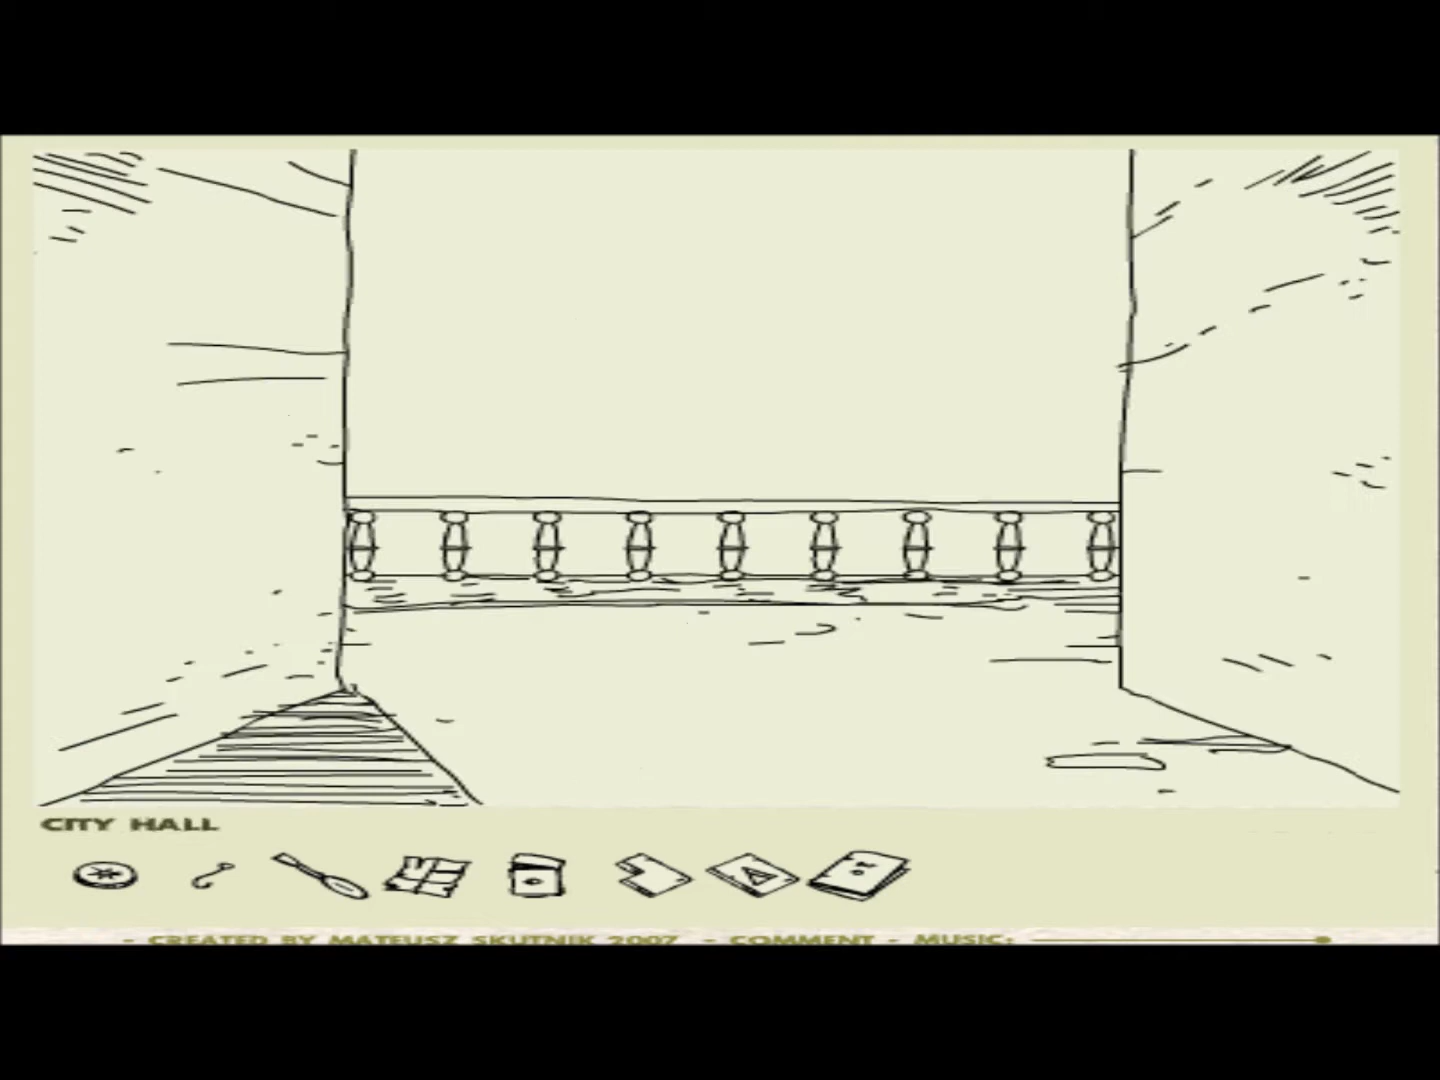 CITY HALL
A
- CREATED BY MATEUSZ SKUTNIK 2007 - COMMENT - MUSIC: